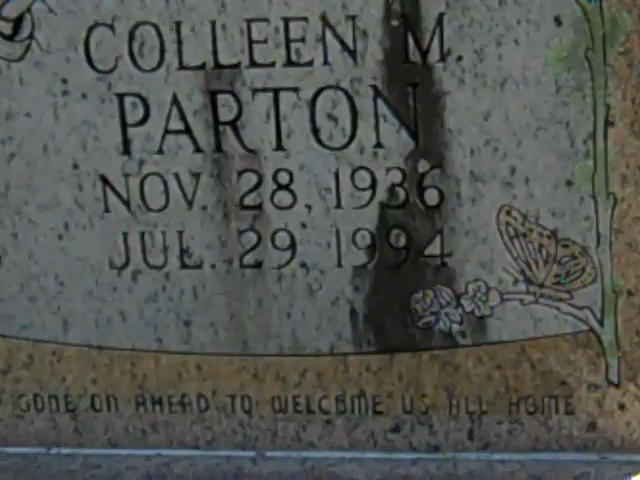 COLLEEN M.
PARTON
NOV. 28, 1936
JUL. 29, 1994
GONE ON AHEAD TO WELCOME US ALL HOME